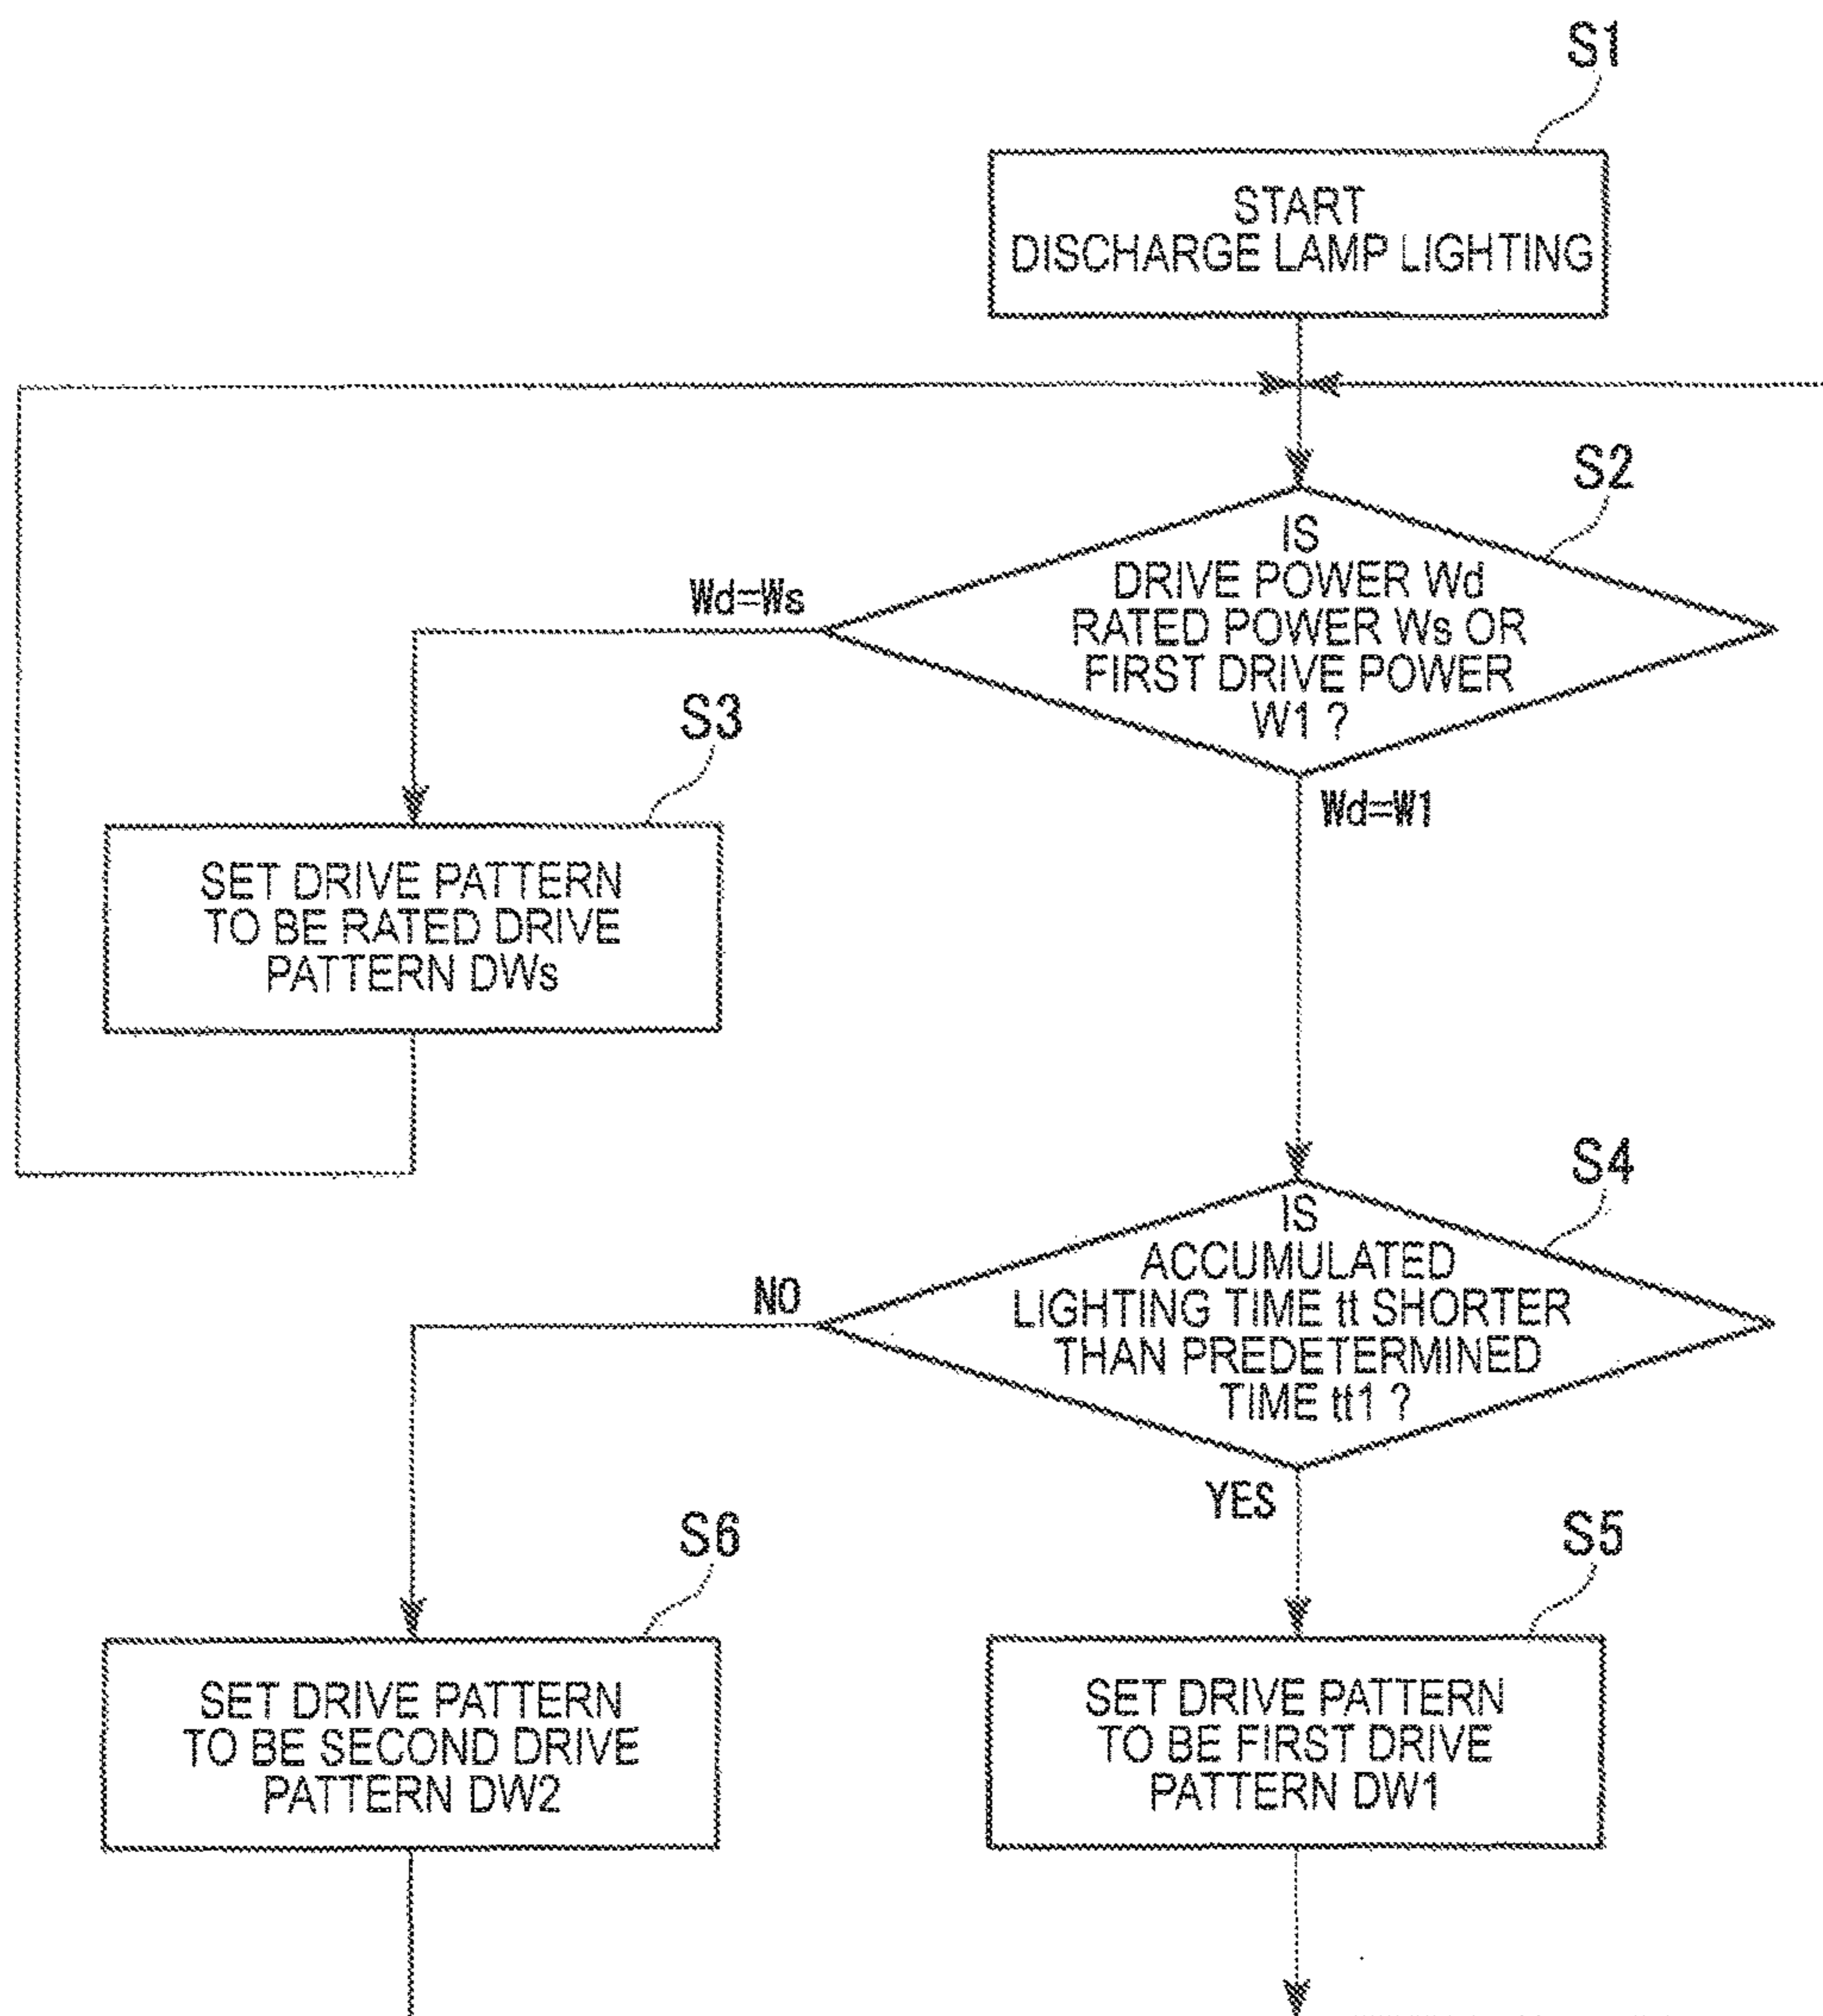 S1
START
DISCHARGE LAMP LIGHTING
S2
IS
DRIVE POWER Wd
RATED POWER Ws OR
FIRST DRIVE POWER
W1 ?
Wd=Ws
Wd=W1
S3
SET DRIVE PATTERN
TO BE RATED DRIVE
PATTERN DWs
S4
IS
ACCUMULATED
LIGHTING TIME tt SHORTER
THAN PREDETERMINED
TIME tt1 ?
NO
YES
S6
SET DRIVE PATTERN
TO BE SECOND DRIVE
PATTERN DW2
S5
SET DRIVE PATTERN
TO BE FIRST DRIVE
PATTERN DW1